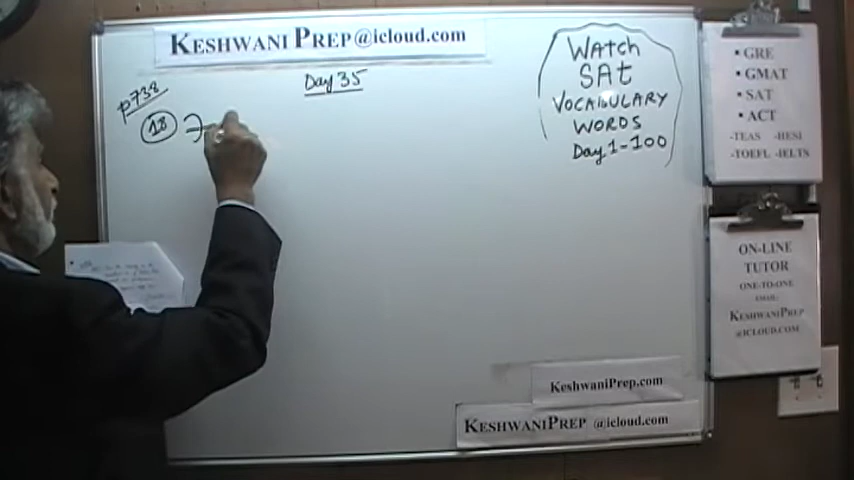 KESHWANI PREP@icloud.com
Day 35
p738
18
WAtch
SAt
VOCABULARY
WORDS
Day 1-100
• GRE
• GMAT
• SAT
• ACT
-TEAS -HESI
-TOEFL -IELTS
ON-LINE
TUTOR
ONE-TO-ONE
EMAIL:
KESHWANIPREP
@ICLOUD.COM
KeshwaniPrep.com
KESHWANIPREP @icloud.com